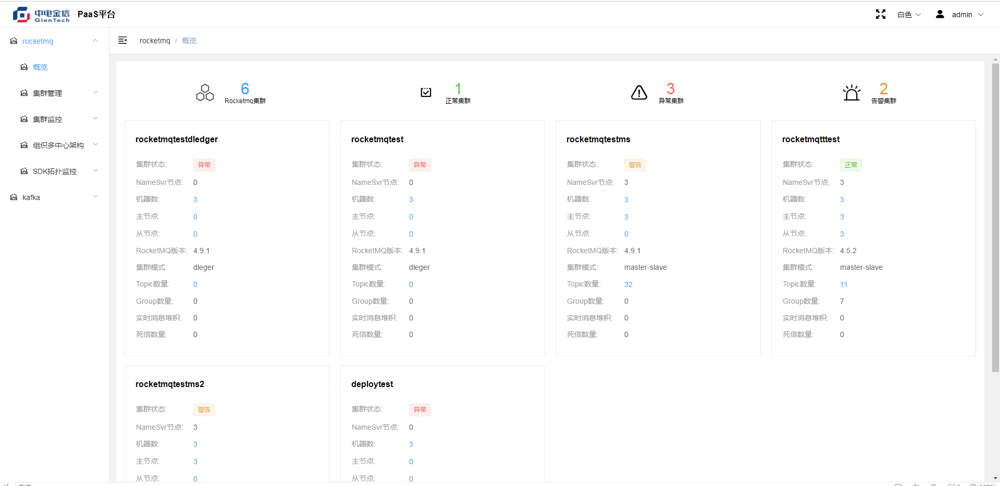 中电金信
GienTech
PaaS平台
白色
admin
rocketmq
概览
集群管理
集群监控
组织多中心架构
SDK拓扑监控
kafka
rocketmq / 概览
6
Rocketmq集群
1
正常集群
3
异常集群
2
告警集群
rocketmqtestdledger
集群状态: 异常
NameSvr节点: 0
机器数: 3
主节点: 0
从节点: 0
RocketMQ版本: 4.9.1
集群模式: dleger
Topic数量: 0
Group数量: 0
实时消息堆积: 0
死信数量: 0
rocketmqtest
集群状态: 异常
NameSvr节点: 0
机器数: 3
主节点: 0
从节点: 0
RocketMQ版本: 4.9.1
集群模式: dleger
Topic数量: 0
Group数量: 0
实时消息堆积: 0
死信数量: 0
rocketmqtestms
集群状态: 警告
NameSvr节点: 3
机器数: 3
主节点: 3
从节点: 0
RocketMQ版本: 4.9.1
集群模式: master-slave
Topic数量: 32
Group数量: 0
实时消息堆积: 0
死信数量: 0
rocketmqtttest
集群状态: 正常
NameSvr节点: 3
机器数: 3
主节点: 3
从节点: 3
RocketMQ版本: 4.5.2
集群模式: master-slave
Topic数量: 11
Group数量: 7
实时消息堆积: 0
死信数量: 0
rocketmqtestms2
集群状态: 警告
NameSvr节点: 3
机器数: 3
主节点: 3
从节点: 0
deploytest
集群状态: 异常
NameSvr节点: 0
机器数: 3
主节点: 0
从节点: 0